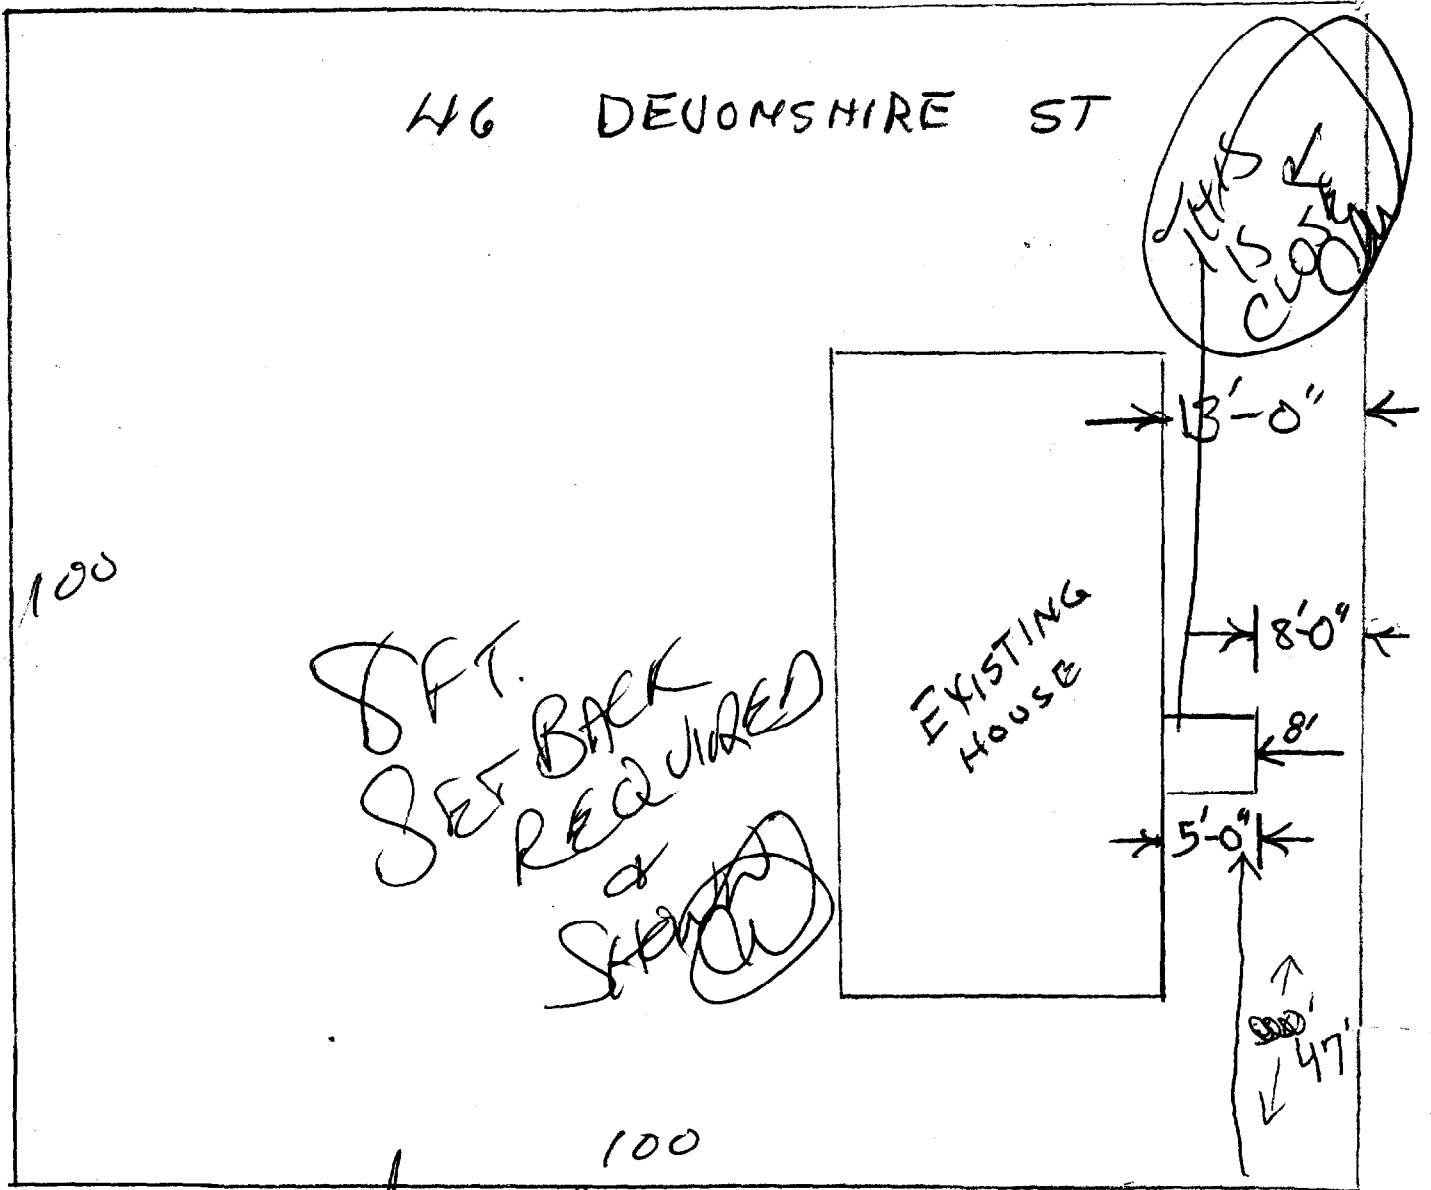 46 DEVONSHIRE ST
THIS
IS
CLOSET
13'-0"
100
8'-0"
8 FT.
SET BACK
REQUIRED
&
SHOWN
EXISTING
HOUSE
8'
5'-0"
47'
100